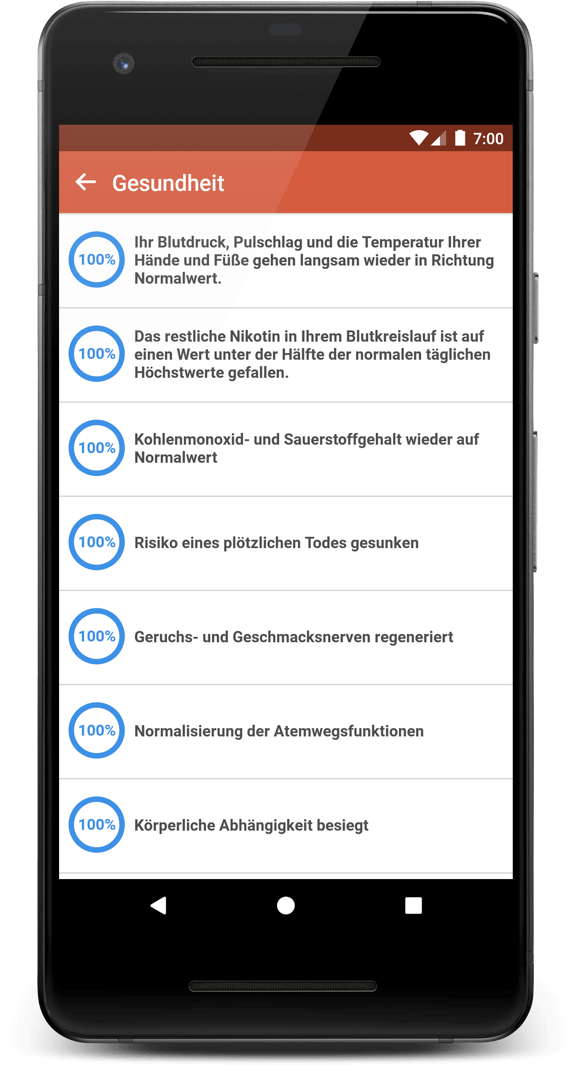 7:00
Gesundheit
100%
Ihr Blutdruck, Pulschlag und die Temperatur Ihrer
Hände und Füße gehen langsam wieder in Richtung
Normalwert.
100%
Das restliche Nikotin in Ihrem Blutkreislauf ist auf
einen Wert unter der Hälfte der normalen täglichen
Höchstwerte gefallen.
100%
Kohlenmonoxid- und Sauerstoffgehalt wieder auf
Normalwert
100%
Risiko eines plötzlichen Todes gesunken
100%
Geruchs- und Geschmacksnerven regeneriert
100%
Normalisierung der Atemwegsfunktionen
100%
Körperliche Abhängigkeit besiegt